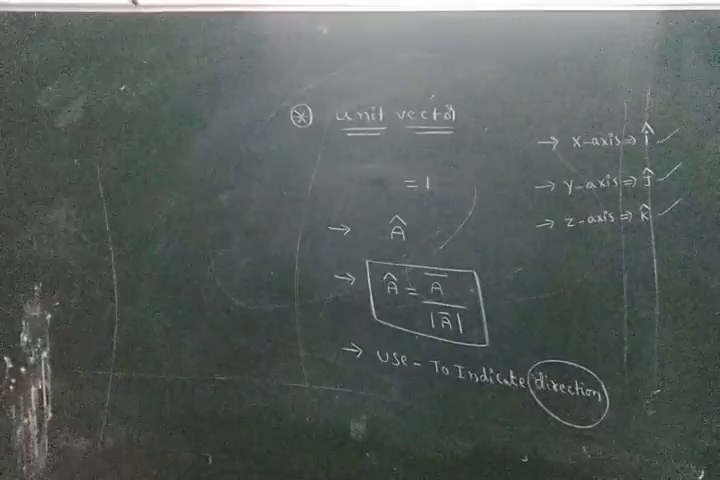 ⓧ unit vector
= 1
→ Â
→ Â = A̅ / |A̅|
→ Use - To Indicate direction
→ X-axis ⇒ î ✓
→ Y-axis ⇒ ĵ ✓
→ Z-axis ⇒ k̂ ✓